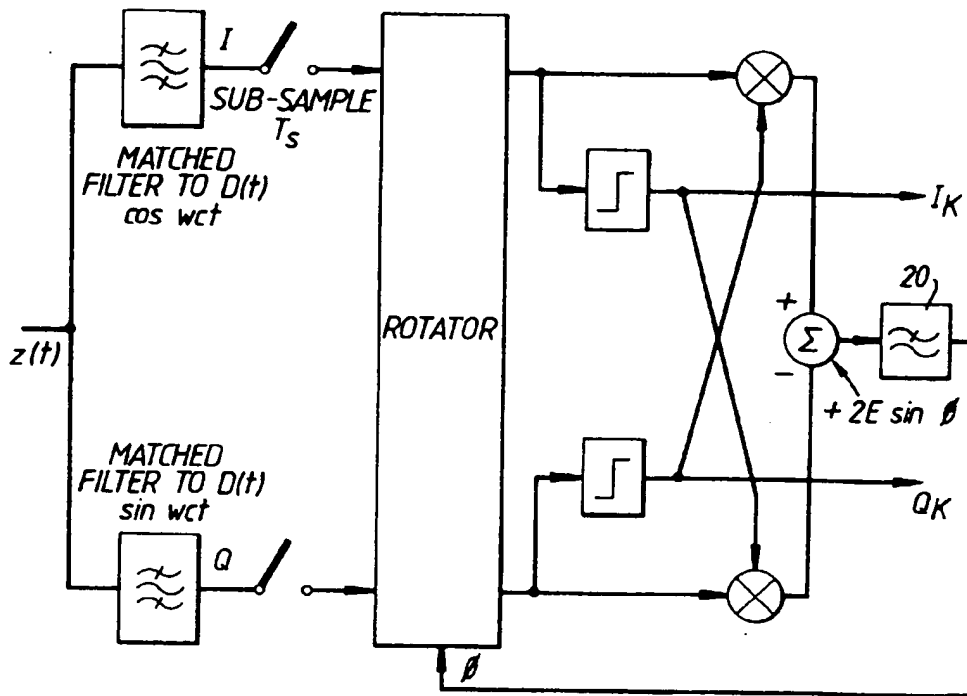 I
SUB-SAMPLE
Ts
MATCHED
FILTER TO D(t)
cos wct
z(t)
ROTATOR
MATCHED
FILTER TO D(t)
sin wct
Q
IK
20
+
Σ
-
+ 2E sin ø
QK
ø